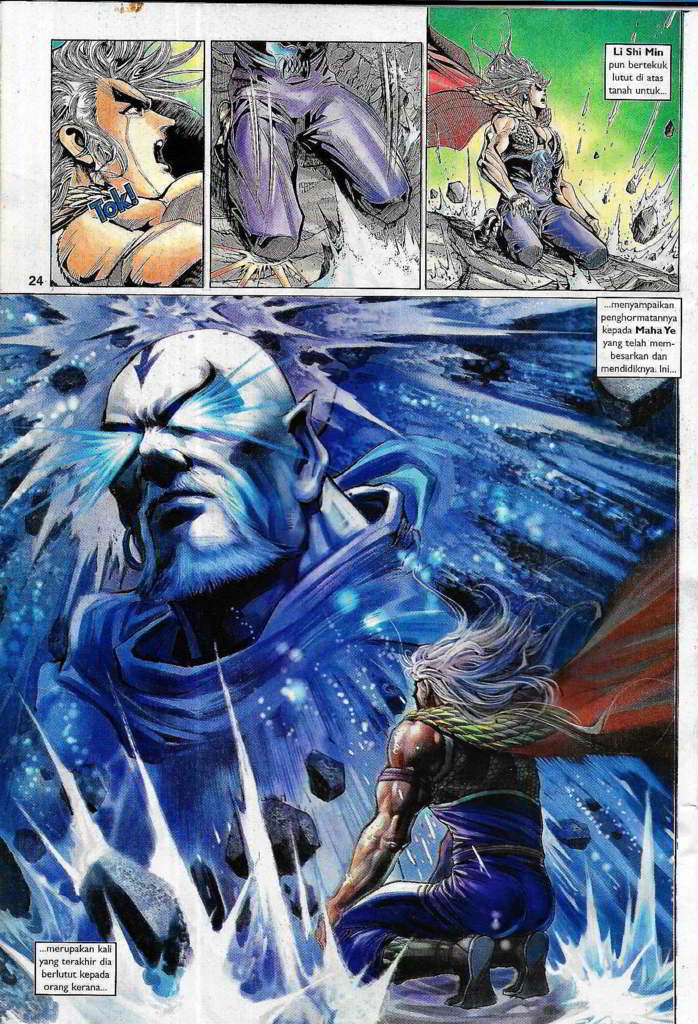 Tok!
Li Shi Min
pun bertekuk
lutut di atas
tanah untuk...
24
...menyampaikan
penghormatannya
kepada Maha Ye
yang telah mem-
besarkan dan
mendidiknya. Ini...
...merupakan kali
yang terakhir dia
berlutut kepada
orang kerana...